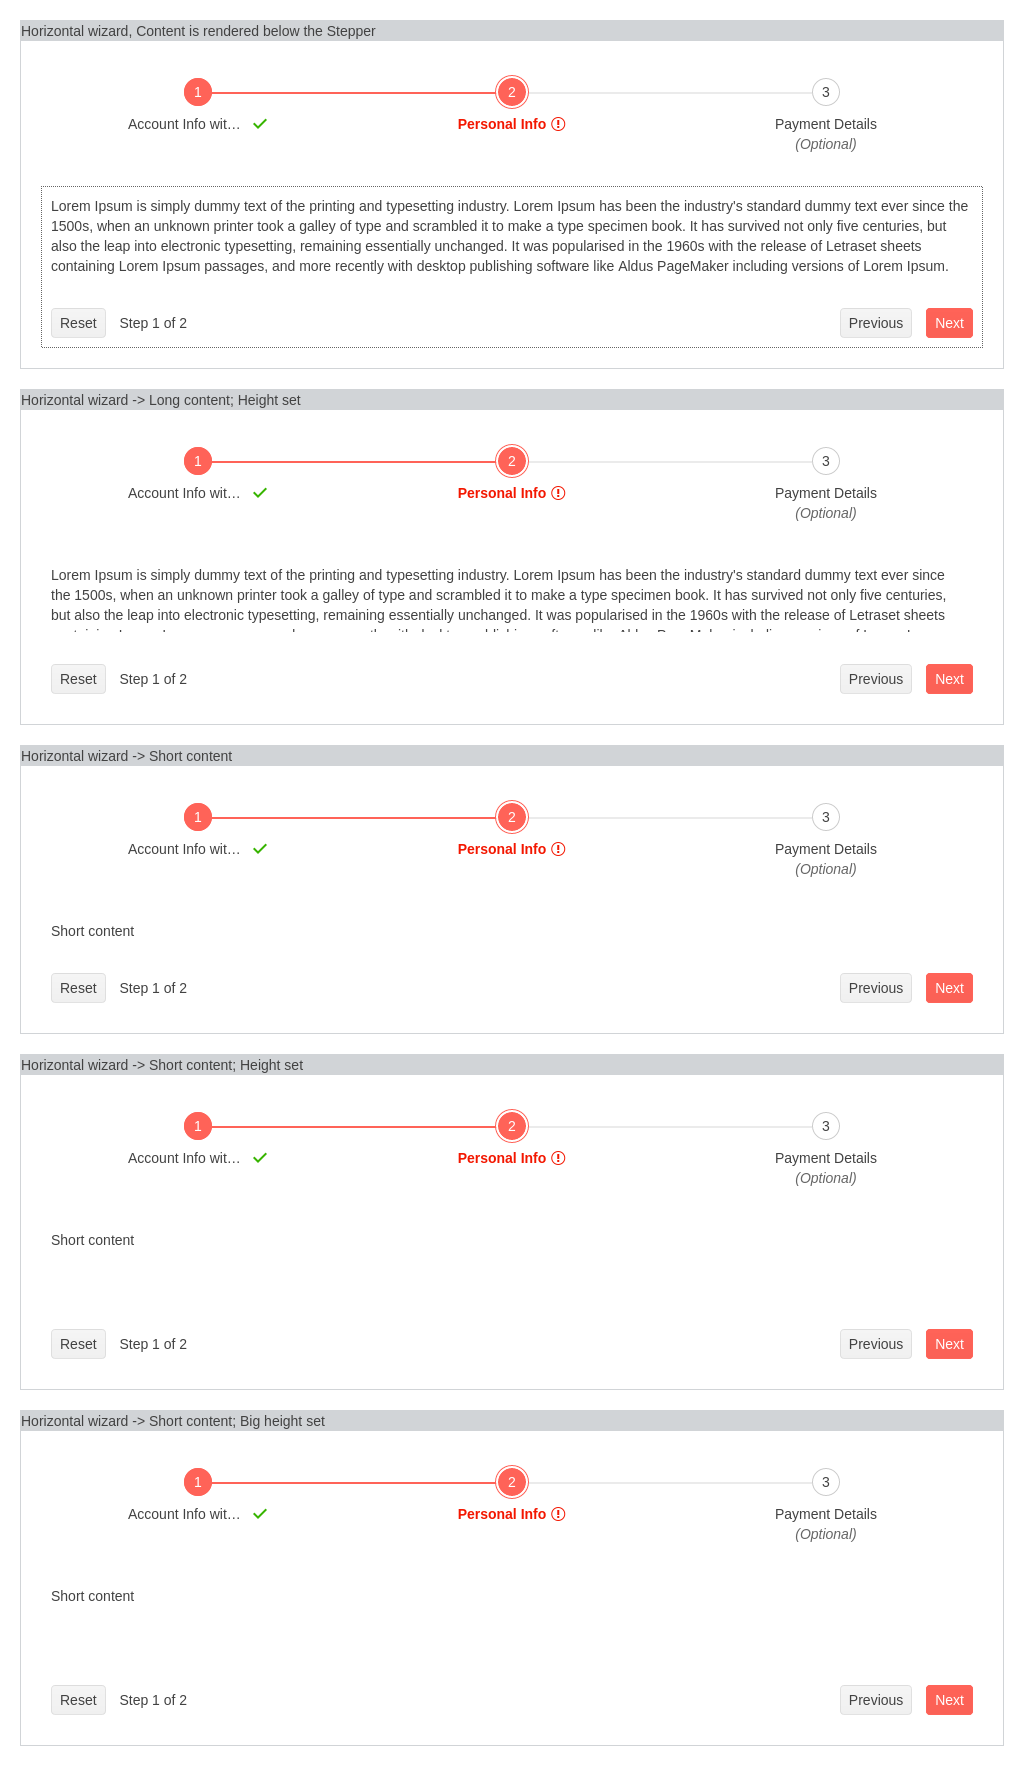 Horizontal wizard, Content is rendered below the Stepper
1 2 3
Account Info wit… Personal Info Payment Details
(Optional)
Lorem Ipsum is simply dummy text of the printing and typesetting industry. Lorem Ipsum has been the industry's standard dummy text ever since the
1500s, when an unknown printer took a galley of type and scrambled it to make a type specimen book. It has survived not only five centuries, but
also the leap into electronic typesetting, remaining essentially unchanged. It was popularised in the 1960s with the release of Letraset sheets
containing Lorem Ipsum passages, and more recently with desktop publishing software like Aldus PageMaker including versions of Lorem Ipsum.
Reset Step 1 of 2 Previous Next
Horizontal wizard -> Long content; Height set
1 2 3
Account Info wit… Personal Info Payment Details
(Optional)
Lorem Ipsum is simply dummy text of the printing and typesetting industry. Lorem Ipsum has been the industry's standard dummy text ever since
the 1500s, when an unknown printer took a galley of type and scrambled it to make a type specimen book. It has survived not only five centuries,
but also the leap into electronic typesetting, remaining essentially unchanged. It was popularised in the 1960s with the release of Letraset sheets
Reset Step 1 of 2 Previous Next
Horizontal wizard -> Short content
1 2 3
Account Info wit… Personal Info Payment Details
(Optional)
Short content
Reset Step 1 of 2 Previous Next
Horizontal wizard -> Short content; Height set
1 2 3
Account Info wit… Personal Info Payment Details
(Optional)
Short content
Reset Step 1 of 2 Previous Next
Horizontal wizard -> Short content; Big height set
1 2 3
Account Info wit… Personal Info Payment Details
(Optional)
Short content
Reset Step 1 of 2 Previous Next